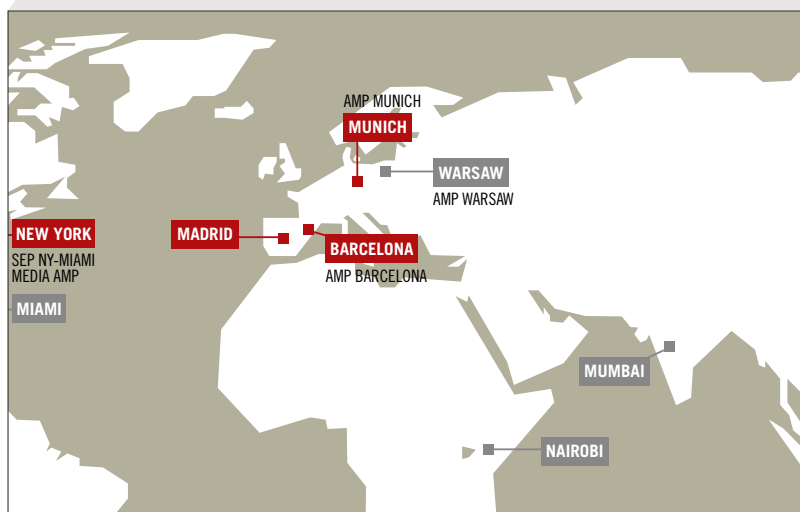 AMP MUNICH
MUNICH
WARSAW
AMP WARSAW
NEW YORK
SEP NY-MIAMI
MEDIA AMP
MADRID
BARCELONA
AMP BARCELONA
MIAMI
MUMBAI
NAIROBI